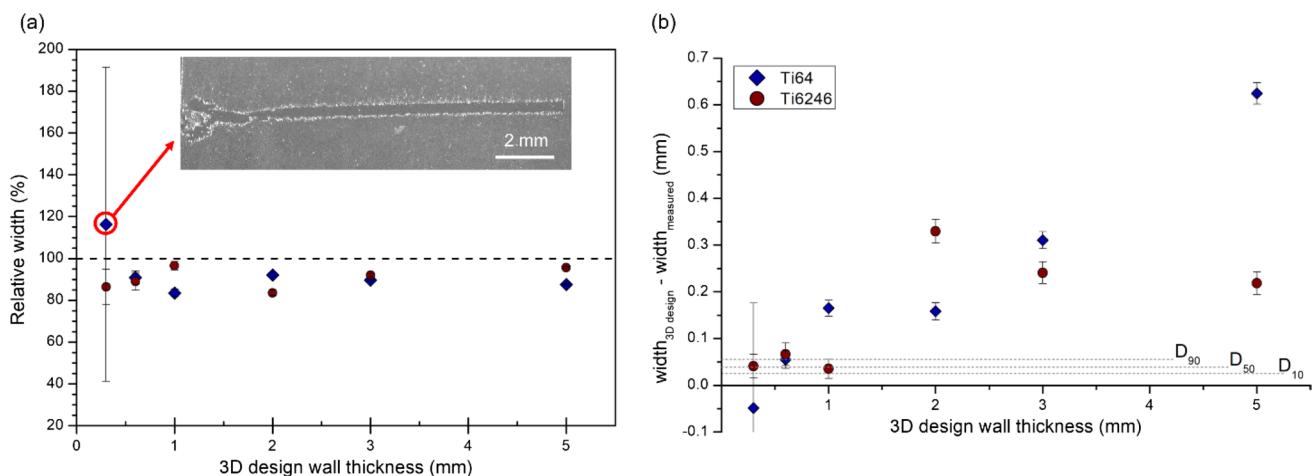 (a)
200
180
160
140
120
100
80
60
40
20
Relative width (%)
2 mm
0
1
2
3
4
5
3D design wall thickness (mm)
(b)
0.7
0.6
0.5
0.4
0.3
0.2
0.1
0.0
-0.1
width3D design - widthmeasured (mm)
Ti64
Ti6246
D90
D50
D10
1
2
3
4
5
3D design wall thickness (mm)